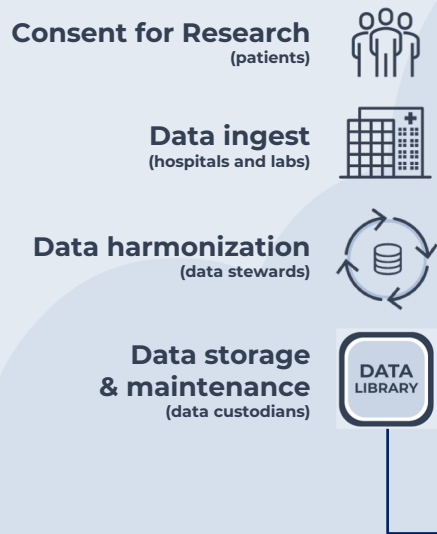 Consent for Research
(patients)
Data ingest
(hospitals and labs)
Data harmonization
(data stewards)
Data storage
& maintenance
(data custodians)
DATA
LIBRARY